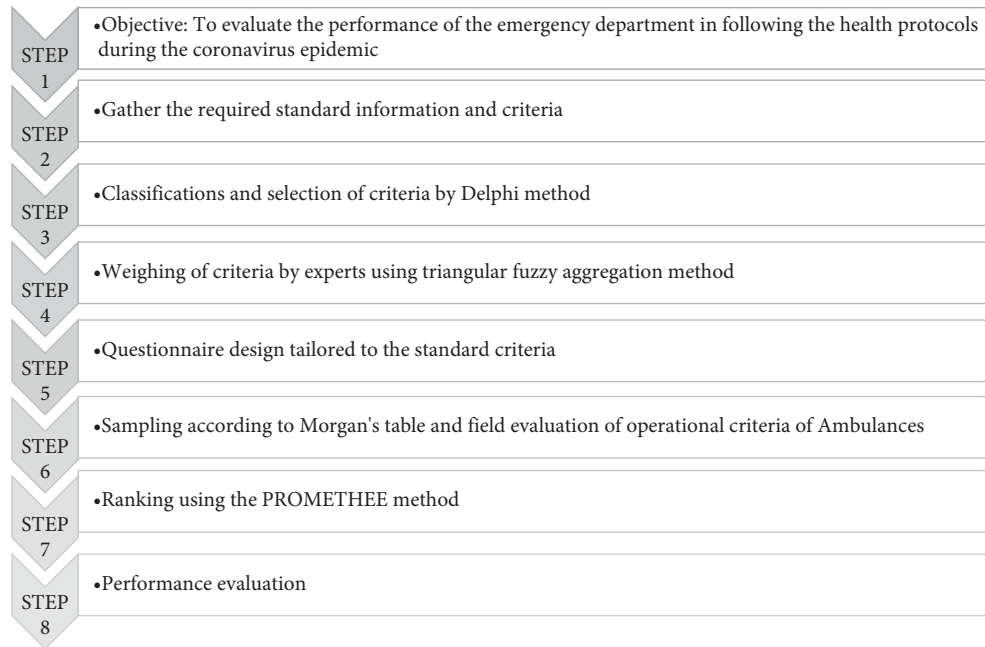 STEP
1
•Objective: To evaluate the performance of the emergency department in following the health protocols
during the coronavirus epidemic
STEP
2
•Gather the required standard information and criteria
STEP
3
•Classifications and selection of criteria by Delphi method
STEP
4
•Weighing of criteria by experts using triangular fuzzy aggregation method
STEP
5
•Questionnaire design tailored to the standard criteria
STEP
6
•Sampling according to Morgan's table and field evaluation of operational criteria of Ambulances
STEP
7
•Ranking using the PROMETHEE method
STEP
8
•Performance evaluation